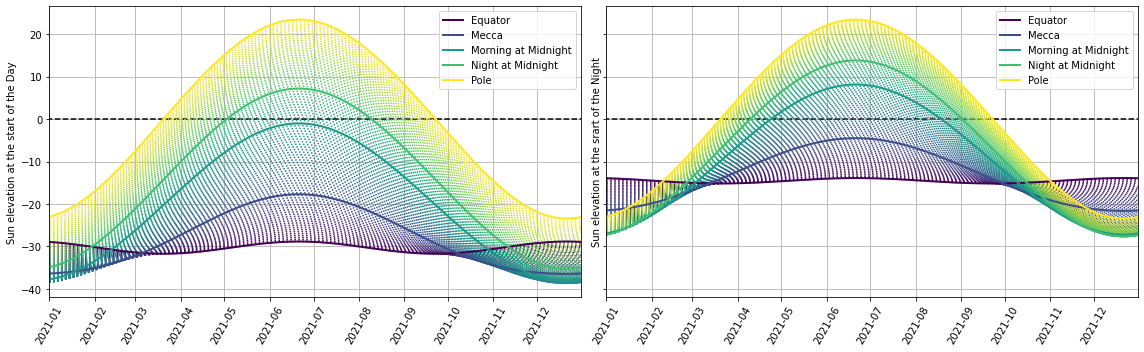 Sun elevation at the start of the Day
20
10
0
−10
−20
−30
−40
2021-01
2021-02
2021-03
2021-04
2021-05
2021-06
2021-07
2021-08
2021-09
2021-10
2021-11
2021-12
Equator
Mecca
Morning at Midnight
Night at Midnight
Pole
Sun elevation at the srart of the Night
2021-01
2021-02
2021-03
2021-04
2021-05
2021-06
2021-07
2021-08
2021-09
2021-10
2021-11
2021-12
Equator
Mecca
Morning at Midnight
Night at Midnight
Pole